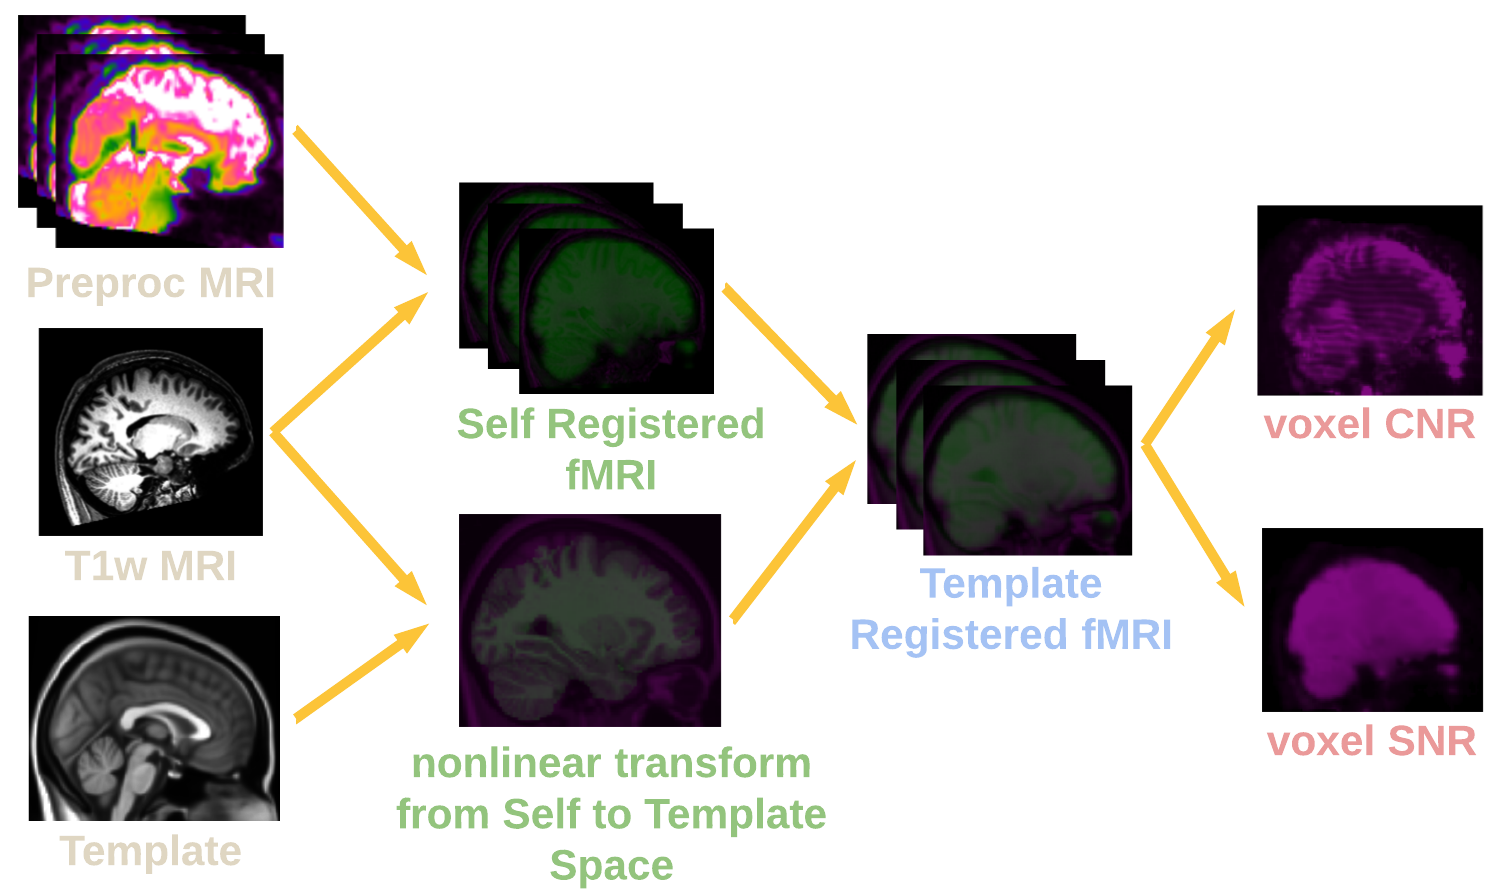 Preproc MRI
T1w MRI
Template
Self Registered
fMRI
nonlinear transform
from Self to Template
Space
Template
Registered fMRI
voxel CNR
voxel SNR